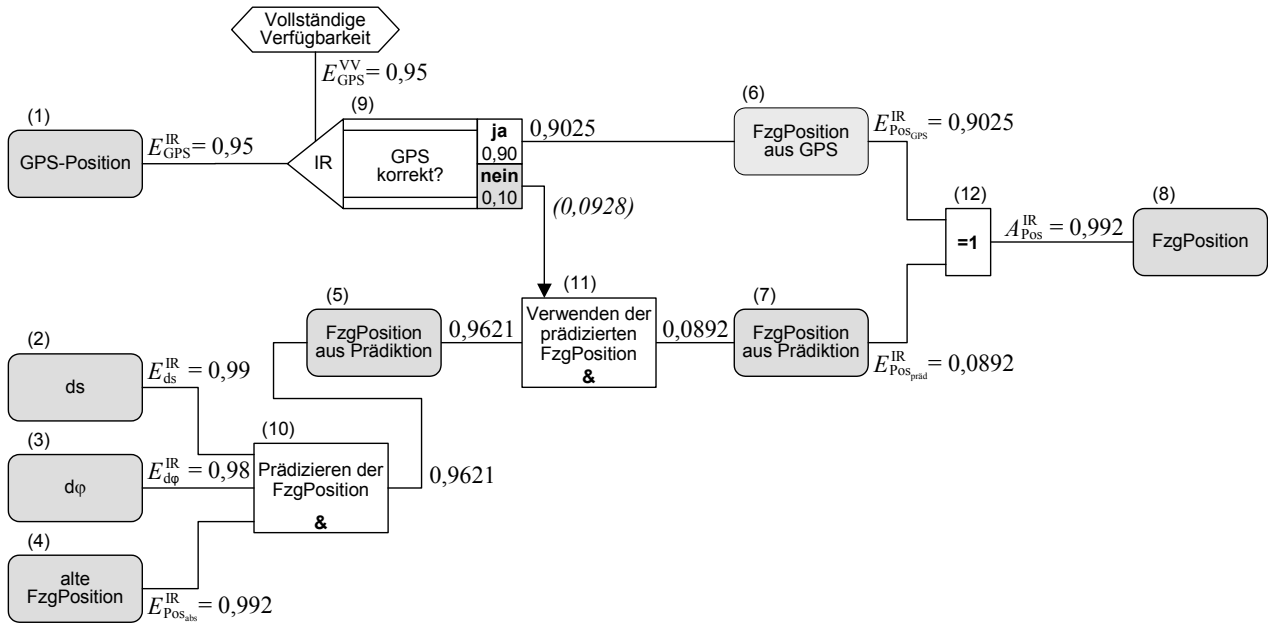 Vollständige
Verfügbarkeit
E^VV_GPS = 0,95
(1)
GPS-Position
E^IR_GPS = 0,95
(9)
IR
GPS
korrekt?
ja
0,90
nein
0,10
0,9025
(0,0928)
(6)
FzgPosition
aus GPS
E^IR_Pos_GPS = 0,9025
(12)
=1
A^IR_Pos = 0,992
(8)
FzgPosition
(5)
FzgPosition
aus Prädiktion
0,9621
(11)
Verwenden der
prädizierten
FzgPosition
&
0,0892
(7)
FzgPosition
aus Prädiktion
E^IR_Pos_präd = 0,0892
(2)
ds
E^IR_ds = 0,99
(3)
dφ
E^IR_dφ = 0,98
(10)
Prädizieren der
FzgPosition
&
0,9621
(4)
alte
FzgPosition
E^IR_Pos_abs = 0,992